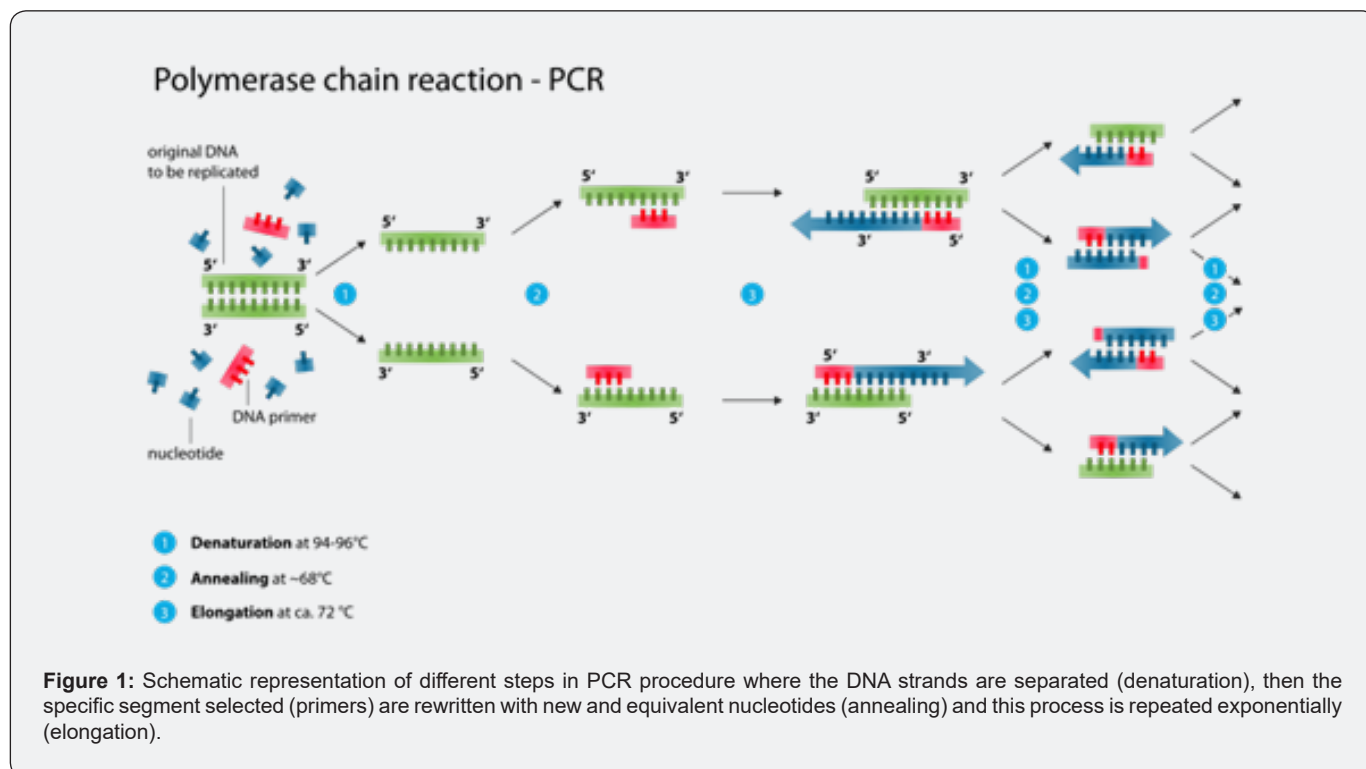 Polymerase chain reaction - PCR
original DNA
to be replicated
5’ 3’
3’ 5’
DNA primer
nucleotide
1
5’ 3’
3’ 5’
2
5’ 3’
3’ 5’
3
5’ 3’
3’ 5’
5’ 3’
3’ 5’
1
2
3
1
2
3
1 Denaturation at 94-96°C
2 Annealing at ~68°C
3 Elongation at ca. 72 °C
Figure 1: Schematic representation of different steps in PCR procedure where the DNA strands are separated (denaturation), then the
specific segment selected (primers) are rewritten with new and equivalent nucleotides (annealing) and this process is repeated exponentially
(elongation).